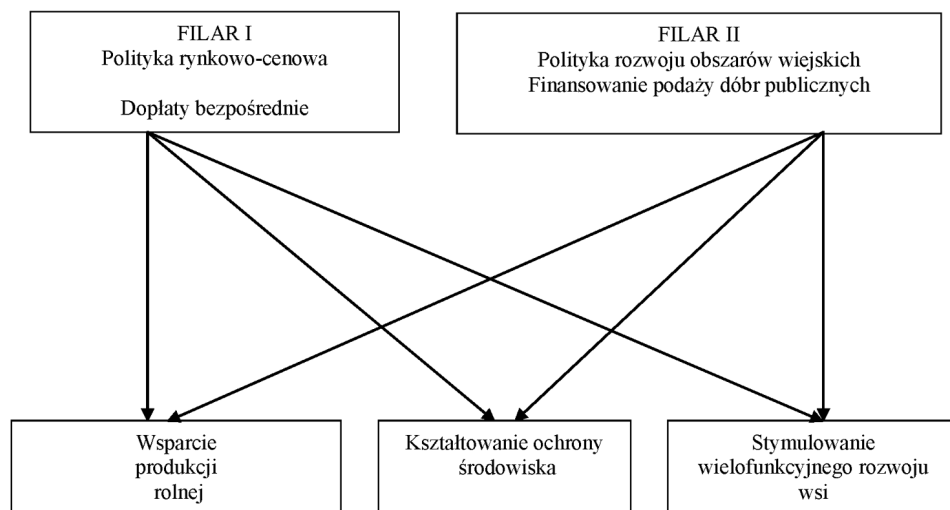 FILAR I
Polityka rynkowo-cenowa
Dopłaty bezpośrednie
FILAR II
Polityka rozwoju obszarów wiejskich
Finansowanie podaży dóbr publicznych
Wsparcie
produkcji
rolnej
Kształtowanie ochrony
środowiska
Stymulowanie
wielofunkcyjnego rozwoju
wsi